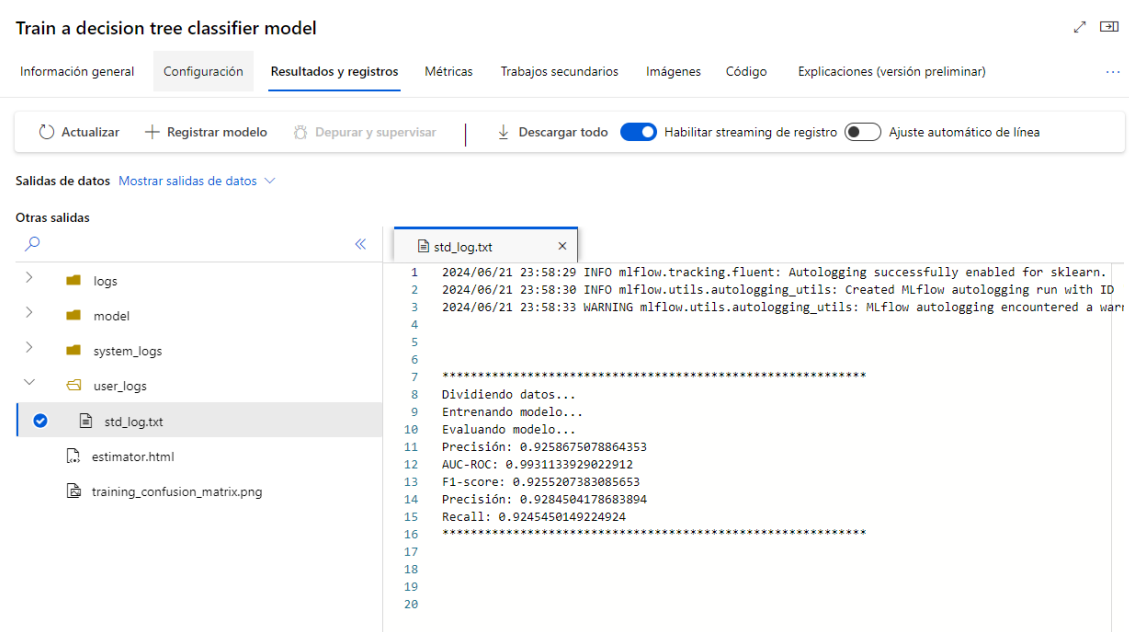 Train a decision tree classifier model
Información general Configuración Resultados y registros Métricas Trabajos secundarios Imágenes Código Explicaciones (versión preliminar) ...
Actualizar Registrar modelo Depurar y supervisar Descargar todo Habilitar streaming de registro Ajuste automático de línea
Salidas de datos Mostrar salidas de datos
Otras salidas
logs
model
system_logs
user_logs
std_log.txt
estimator.html
training_confusion_matrix.png
std_log.txt
1 2024/06/21 23:58:29 INFO mlflow.tracking.fluent: Autologging successfully enabled for sklearn.
2 2024/06/21 23:58:30 INFO mlflow.utils.autologging_utils: Created MLflow autologging run with ID
3 2024/06/21 23:58:33 WARNING mlflow.utils.autologging_utils: MLflow autologging encountered a warn
4
5
6
7 ************************************************************
8 Dividiendo datos...
9 Entrenando modelo...
10 Evaluando modelo...
11 Precisión: 0.9258675078864353
12 AUC-ROC: 0.9931133929022912
13 F1-score: 0.9255207383085653
14 Precisión: 0.9284504178683894
15 Recall: 0.9245450149224924
16 ************************************************************
17
18
19
20